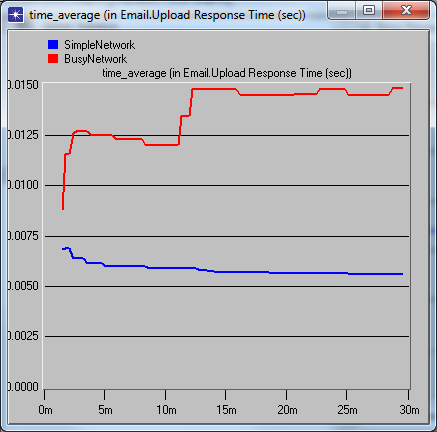 time_average (in Email.Upload Response Time (sec))
SimpleNetwork
BusyNetwork
time_average (in Email.Upload Response Time (sec))
0.0150
0.0125
0.0100
0.0075
0.0050
0.0025
0.0000
0m 5m 10m 15m 20m 25m 30m